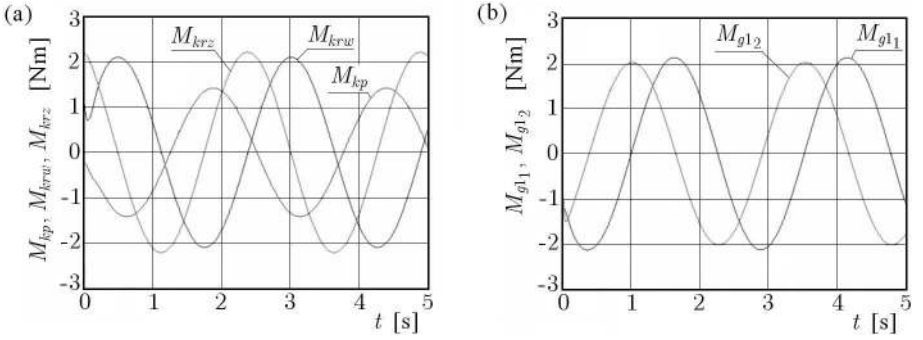 (a)
M_krz
M_krw
M_kp
M_kp, M_krw, M_krz [Nm]
3
2
1
0
-1
-2
-3
0 1 2 3 4 5
t [s]
(b)
M_g1_2
M_g1_1
M_g1_1, M_g1_2 [Nm]
3
2
1
0
-1
-2
-3
0 1 2 3 4 5
t [s]